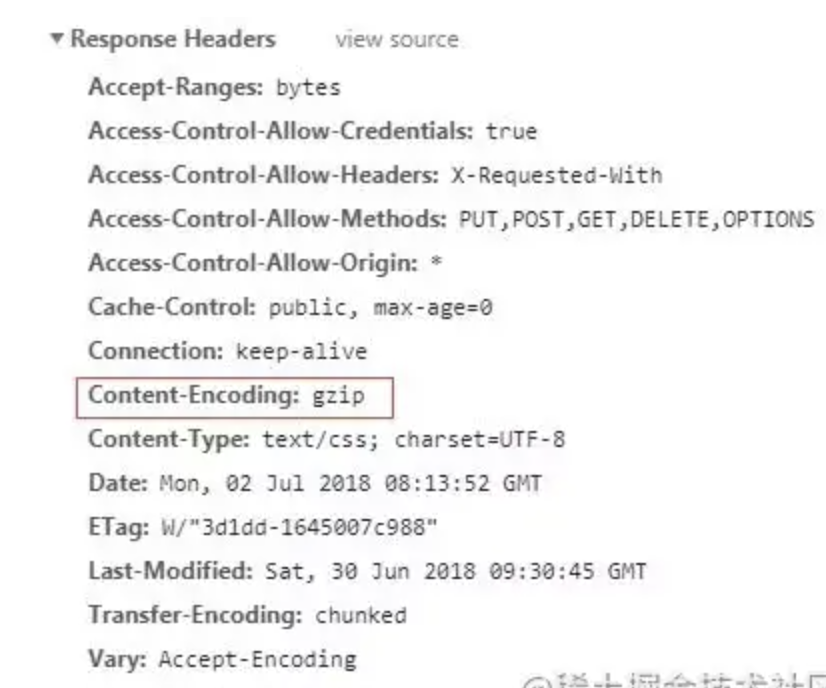 ▼ Response Headers view source
Accept-Ranges: bytes
Access-Control-Allow-Credentials: true
Access-Control-Allow-Headers: X-Requested-With
Access-Control-Allow-Methods: PUT,POST,GET,DELETE,OPTIONS
Access-Control-Allow-Origin: *
Cache-Control: public, max-age=0
Connection: keep-alive
Content-Encoding: gzip
Content-Type: text/css; charset=UTF-8
Date: Mon, 02 Jul 2018 08:13:52 GMT
ETag: W/"3d1dd-1645007c988"
Last-Modified: Sat, 30 Jun 2018 09:30:45 GMT
Transfer-Encoding: chunked
Vary: Accept-Encoding